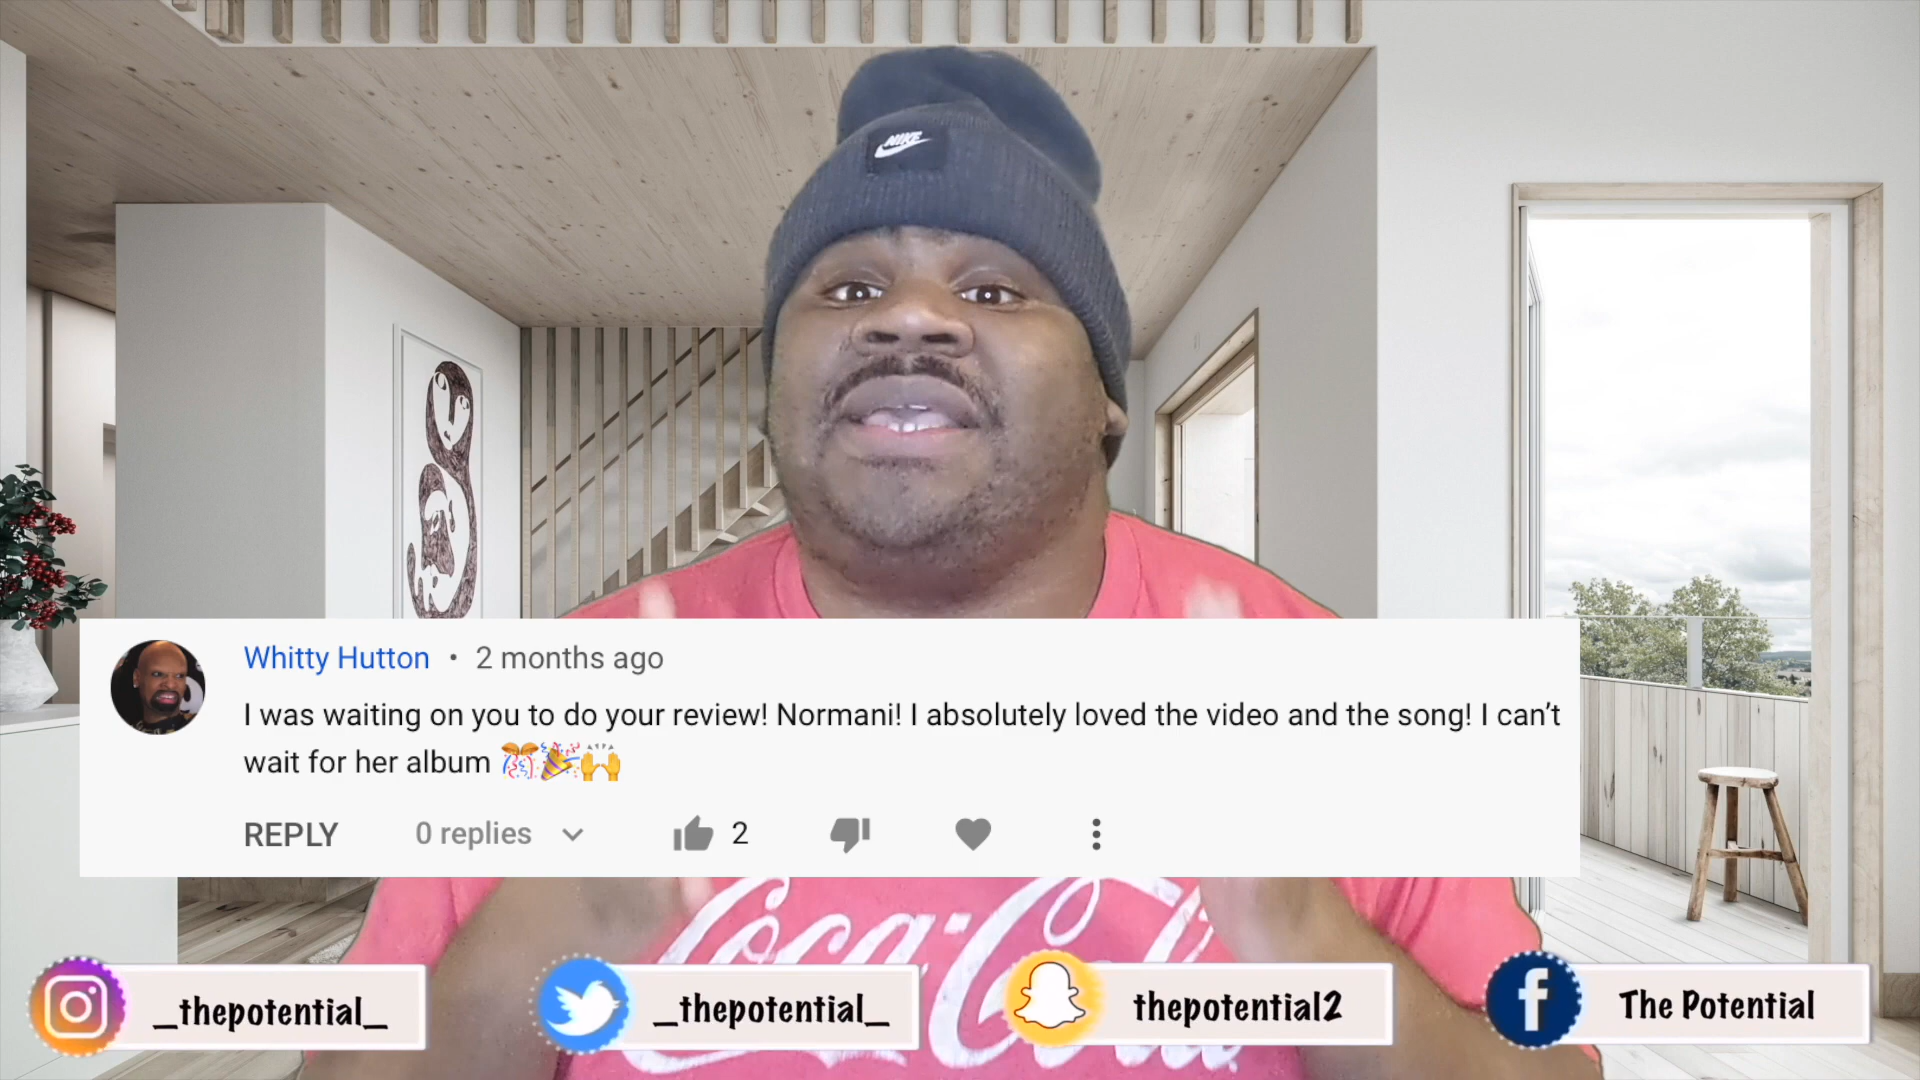 NIKE
Whitty Hutton • 2 months ago
I was waiting on you to do your review! Normani! I absolutely loved the video and the song! I can’t
wait for her album 🎊🎉🙌
REPLY 0 replies 2
Coca-Cola
_thepotential_ _thepotential_ thepotential2 The Potential